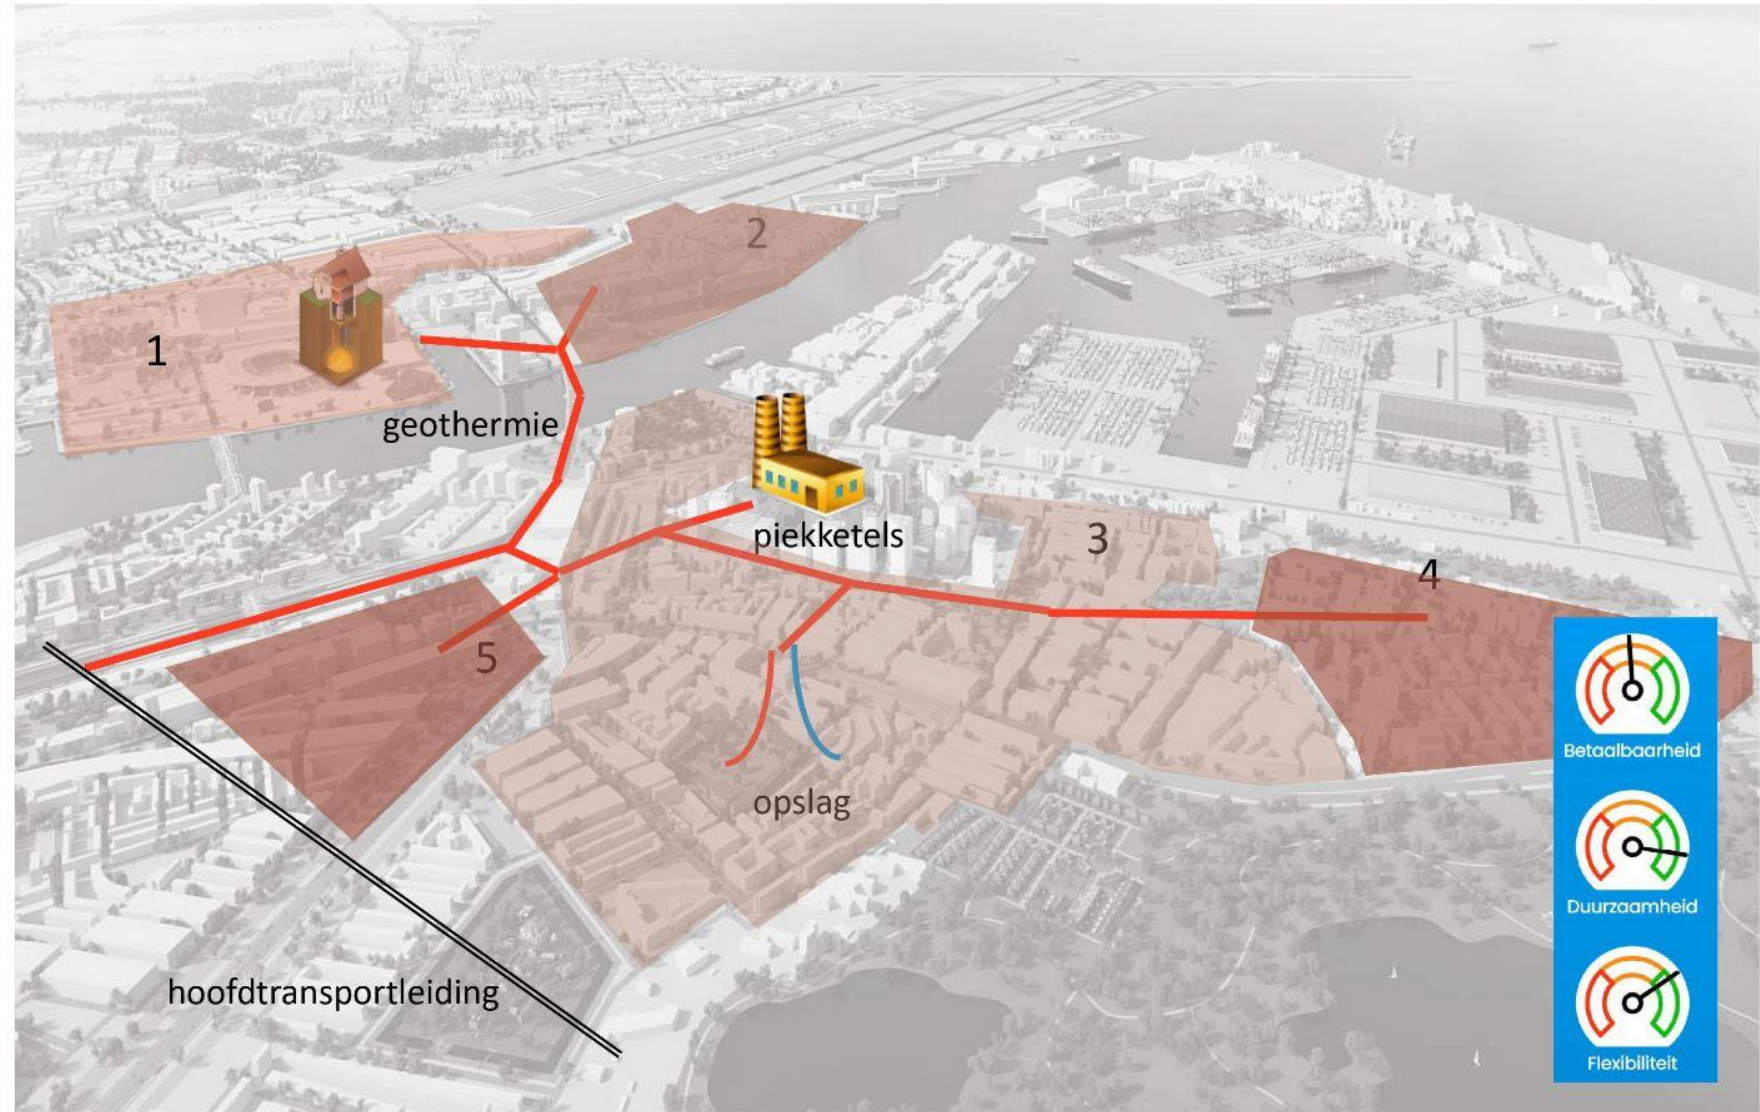 2
1
geothermie
piekketels
3
4
5
opslag
hoofdtransportleiding
Betaalbaarheid
Duurzaamheid
Flexibiliteit